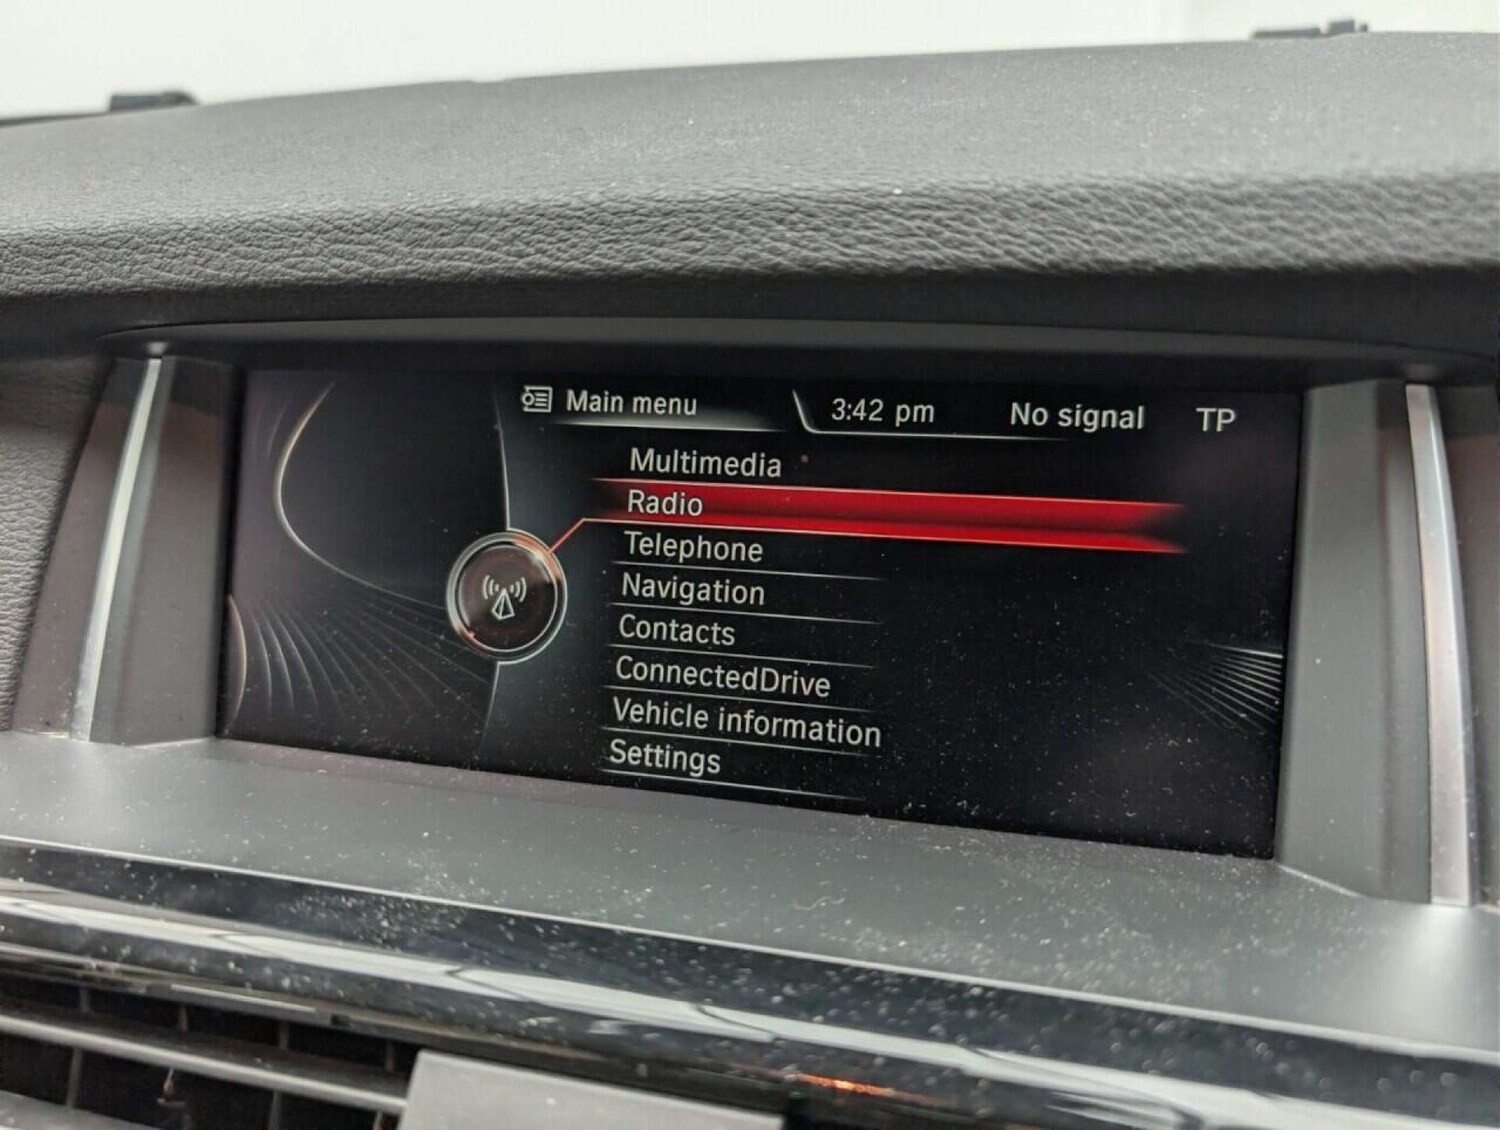 Main menu 3:42 pm No signal TP
Multimedia
Radio
Telephone
Navigation
Contacts
ConnectedDrive
Vehicle information
Settings